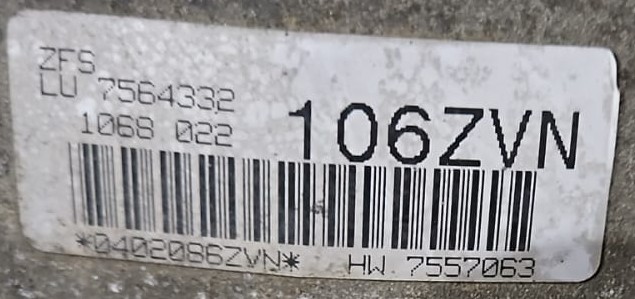 ZFS
LU 7564332
1068 022
106ZVN
*0402086ZVN* HW 7557063